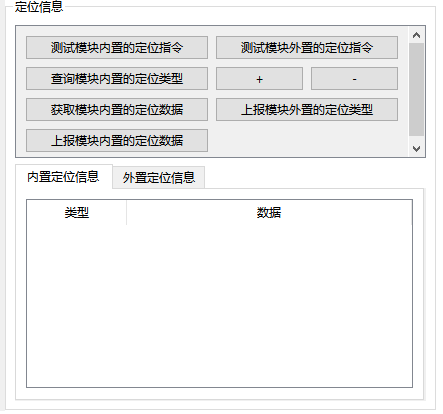 定位信息
测试模块内置的定位指令 测试模块外置的定位指令
查询模块内置的定位类型 + -
获取模块内置的定位数据 上报模块外置的定位类型
上报模块内置的定位数据
内置定位信息 外置定位信息
类型 数据